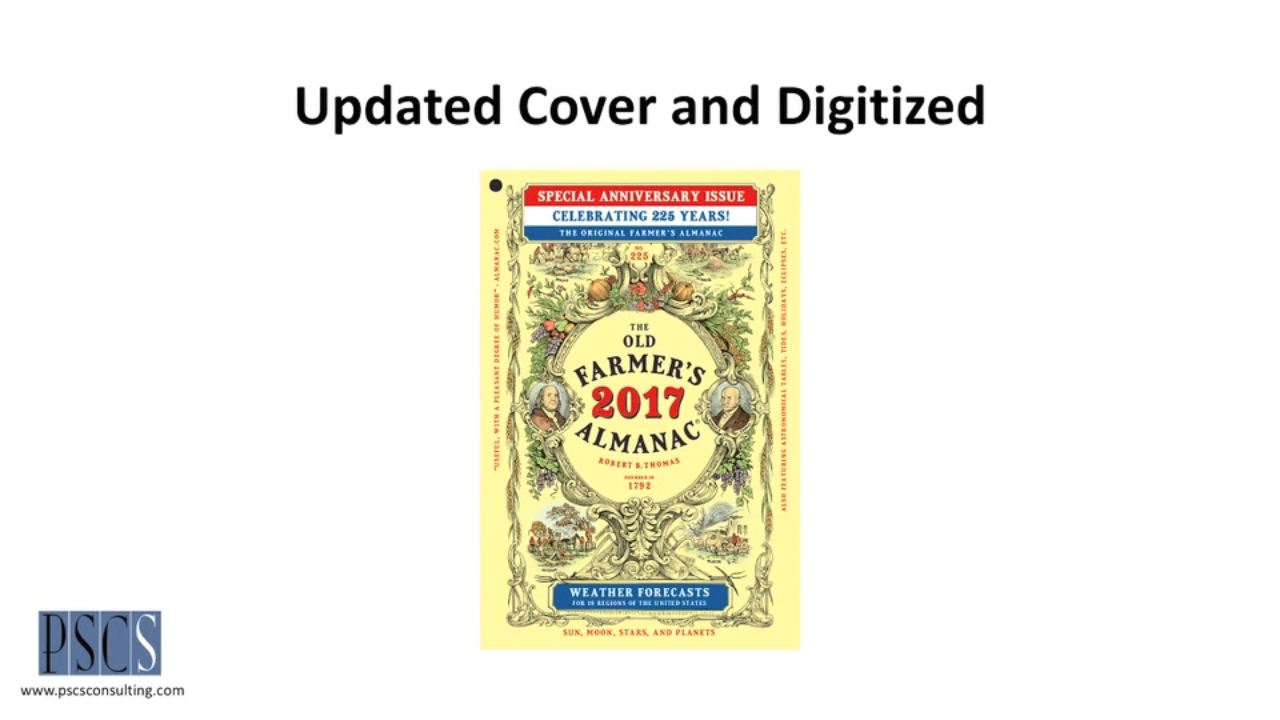 Updated Cover and Digitized
SPECIAL ANNIVERSARY ISSUE
CELEBRATING 225 YEARS!
THE ORIGINAL FARMER'S ALMANAC
NO.
225
"USEFUL, WITH A PLEASANT DEGREE OF HUMOR" - ALMANAC.COM
ALSO FEATURING ASTRONOMICAL TABLES, TIDES, HOLIDAYS, ECLIPSES, ETC.
THE
OLD
FARMER'S
2017
ALMANAC®
ROBERT B. THOMAS
FOUNDED IN
1792
WEATHER FORECASTS
FOR 18 REGIONS OF THE UNITED STATES
SUN, MOON, STARS, AND PLANETS
PSCS
www.pscsconsulting.com